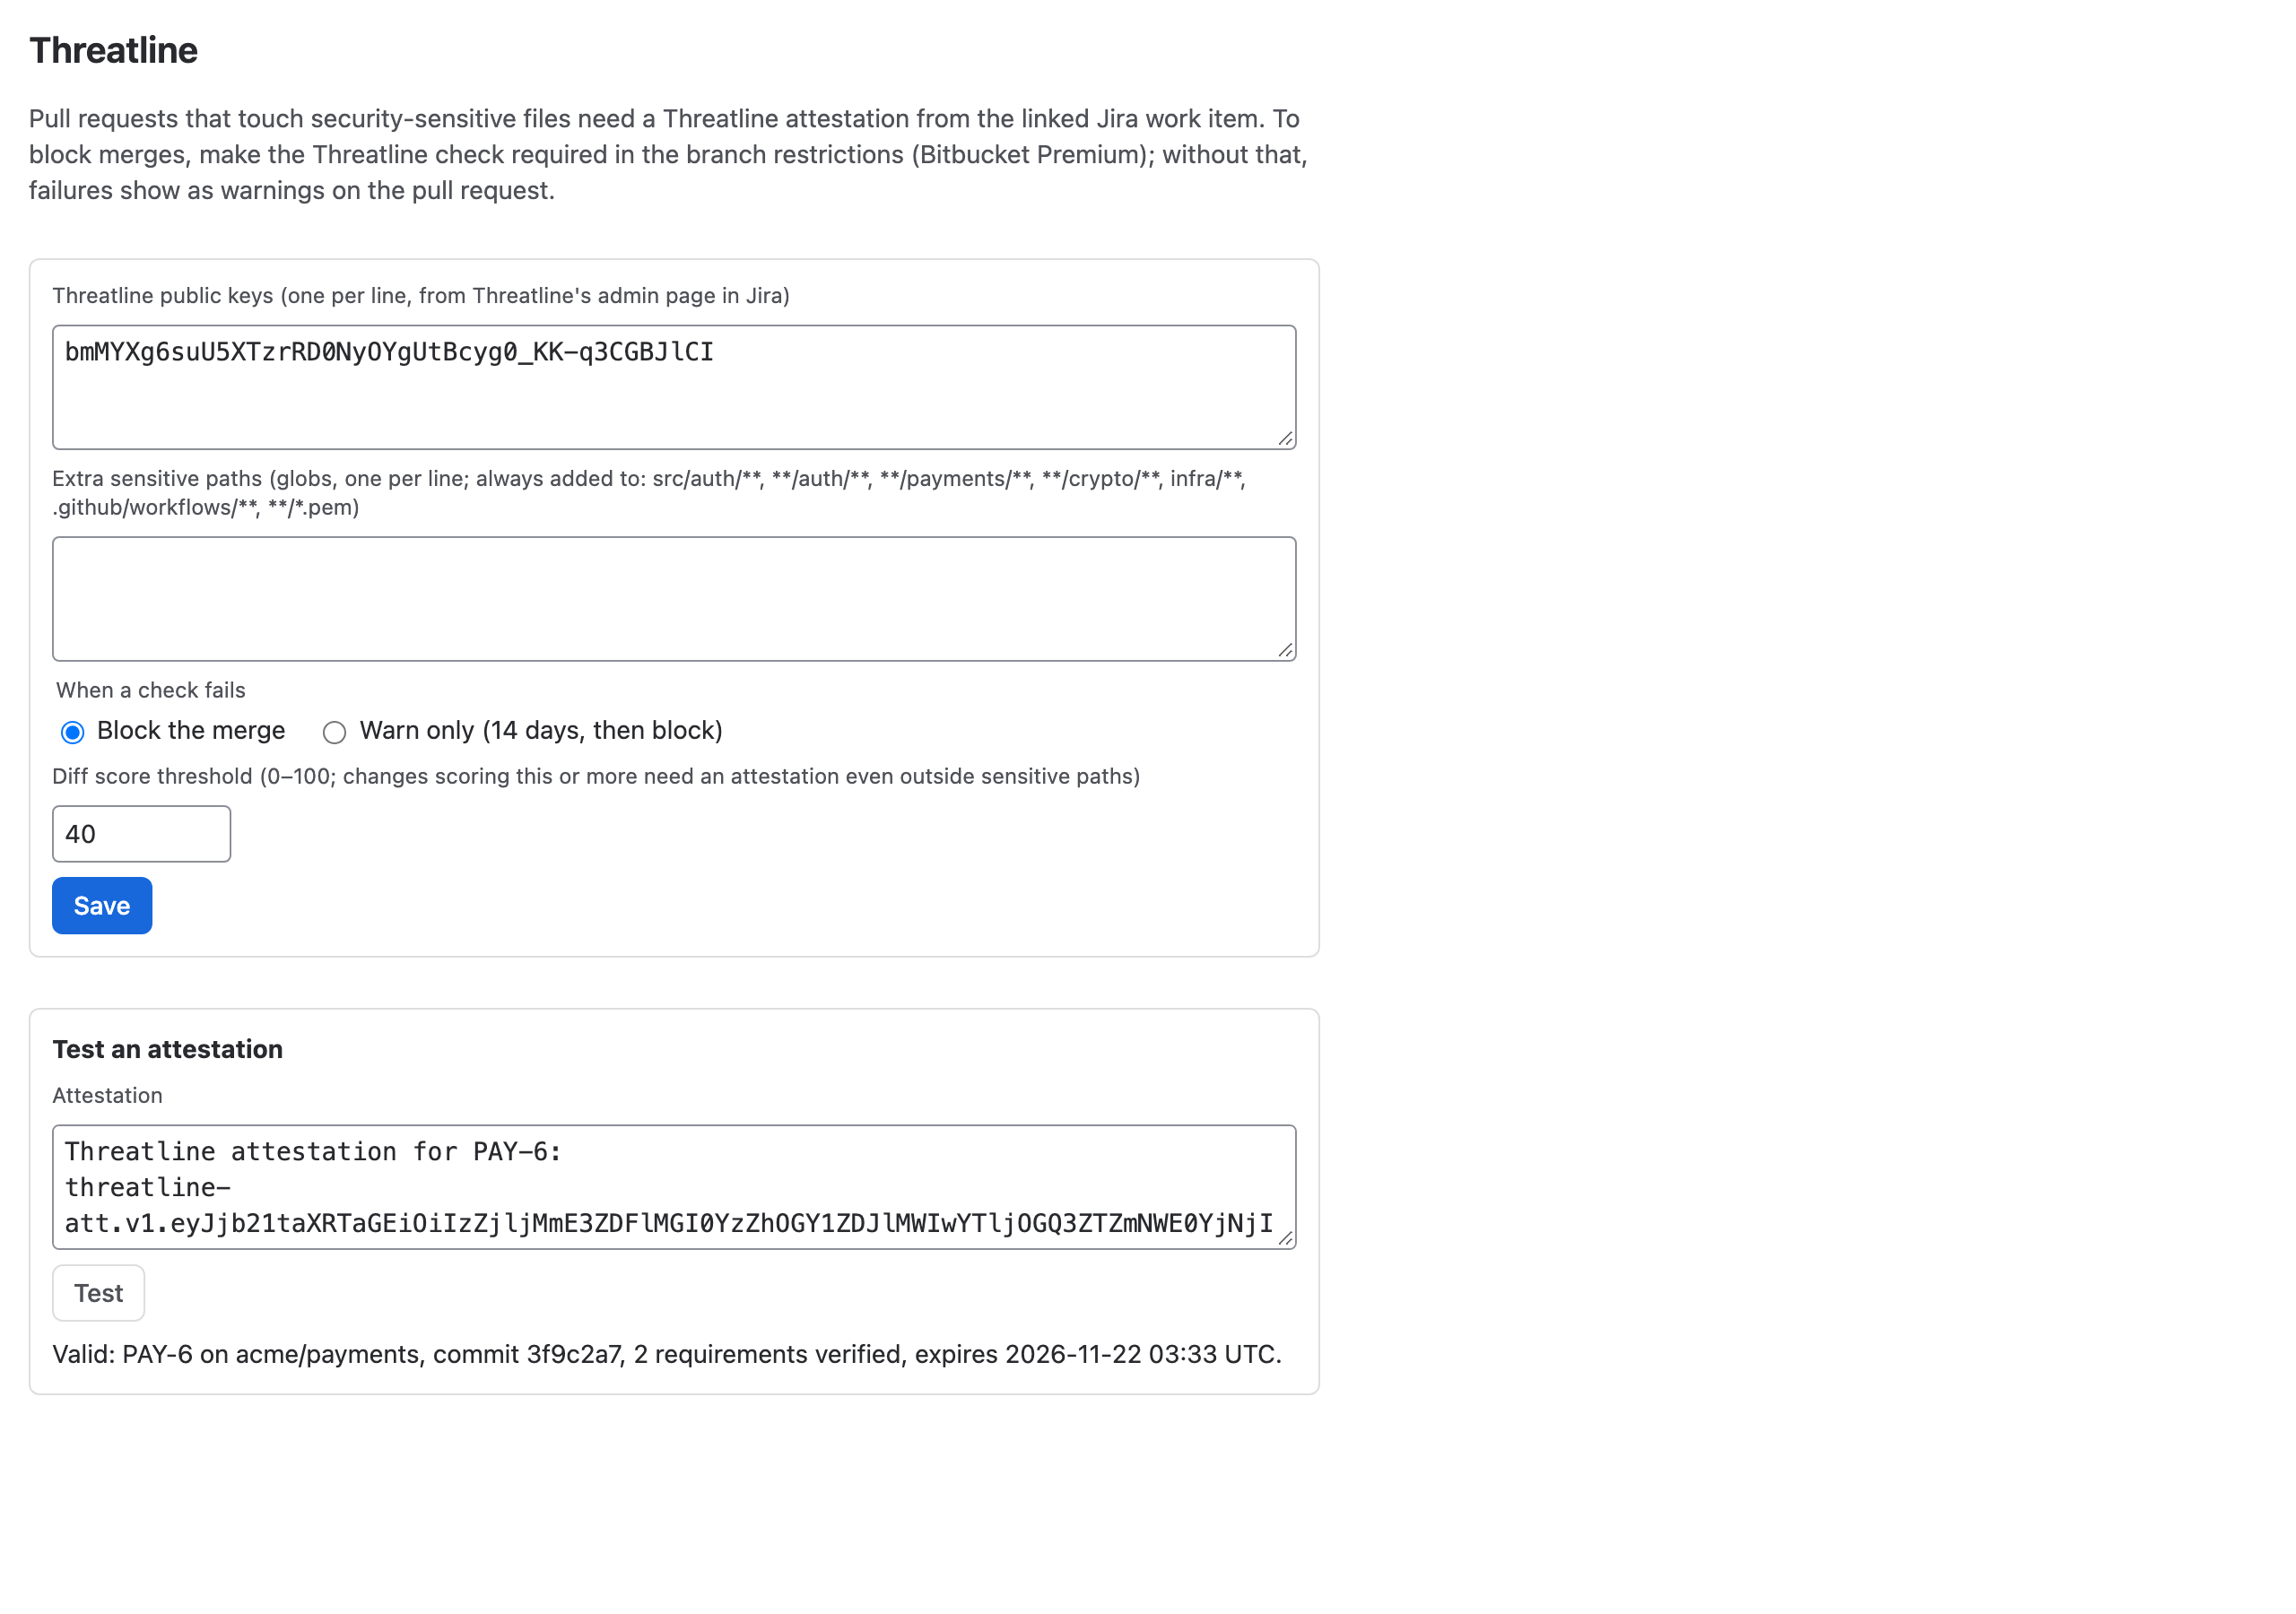 Threatline
Pull requests that touch security-sensitive files need a Threatline attestation from the linked Jira work item. To
block merges, make the Threatline check required in the branch restrictions (Bitbucket Premium); without that,
failures show as warnings on the pull request.
Threatline public keys (one per line, from Threatline's admin page in Jira)
bmMYXg6suU5XTzrRD0NyOYgUtBcyg0_KK-q3CGBJlCI
Extra sensitive paths (globs, one per line; always added to: src/auth/**, **/auth/**, **/payments/**, **/crypto/**, infra/**,
.github/workflows/**, **/*.pem)
When a check fails
Block the merge
Warn only (14 days, then block)
Diff score threshold (0–100; changes scoring this or more need an attestation even outside sensitive paths)
40
Save
Test an attestation
Attestation
Threatline attestation for PAY-6:
threatline-
att.v1.eyJjb21taXRTaGEiOiIzZjljMmE3ZDFlMGI0YzZhOGY1ZDJlMWIwYTljOGQ3ZTZmNWE0YjNjI
Test
Valid: PAY-6 on acme/payments, commit 3f9c2a7, 2 requirements verified, expires 2026-11-22 03:33 UTC.